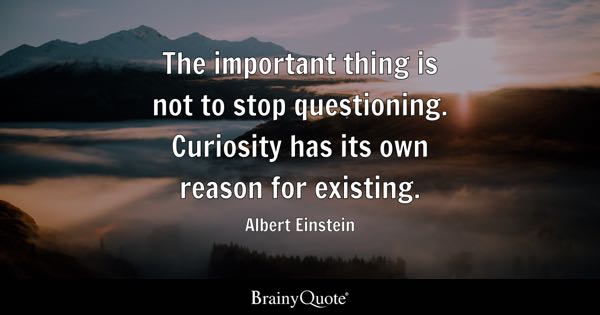 The important thing is
not to stop questioning.
Curiosity has its own
reason for existing.
Albert Einstein
BrainyQuote®